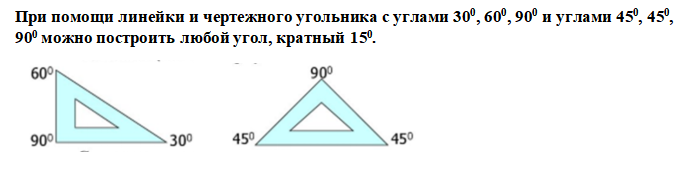 При помощи линейки и чертежного угольника с углами 30⁰, 60⁰, 90⁰ и углами 45⁰, 45⁰,
90⁰ можно построить любой угол, кратный 15⁰.
60⁰ 90⁰
90⁰ 30⁰ 45⁰ 45⁰